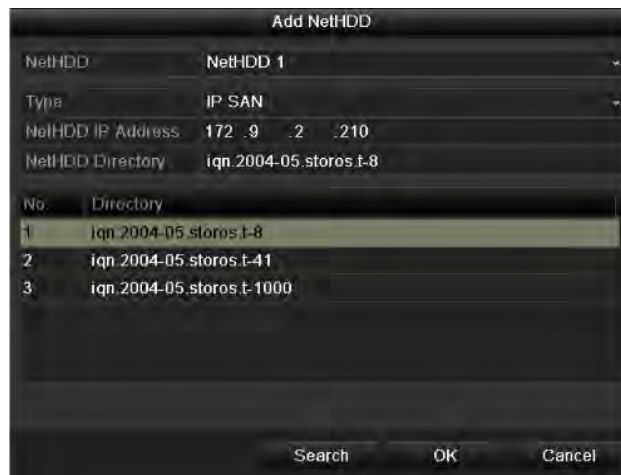 Add NetHDD
NetHDD NetHDD 1
Type IP SAN
NetHDD IP Address 172 .9 .2 .210
NetHDD Directory iqn.2004-05.storos.t-8
No. Directory
1 iqn.2004-05.storos.t-8
2 iqn.2004-05.storos.t-41
3 iqn.2004-05.storos.t-1000
Search OK Cancel